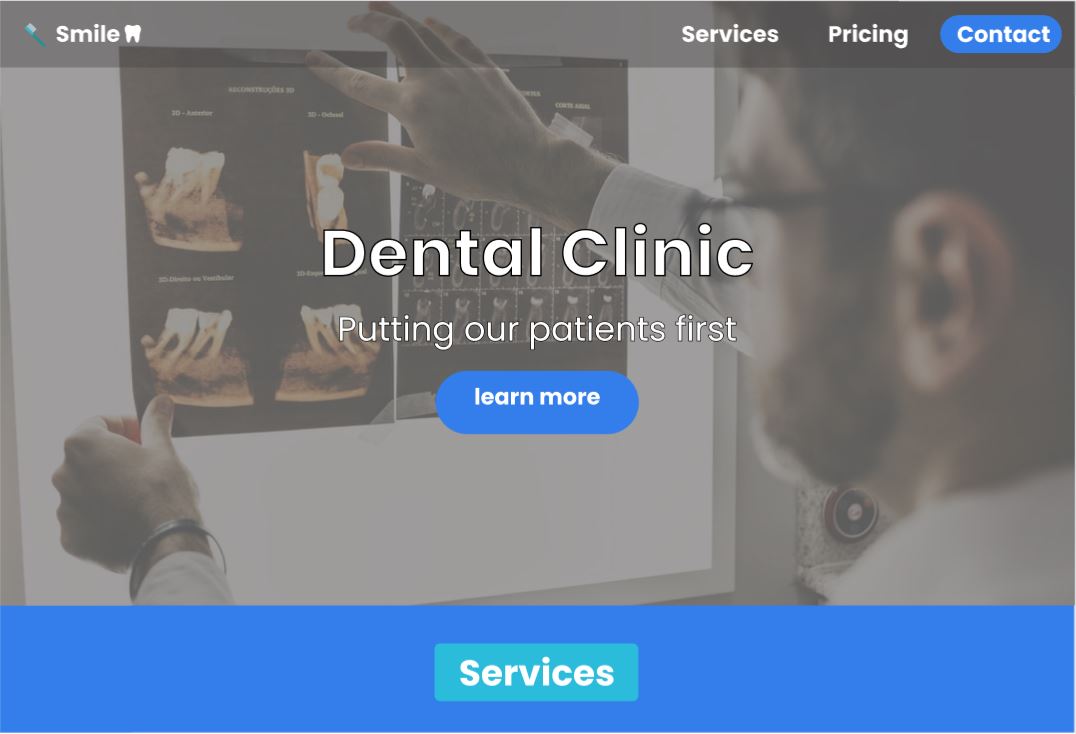 Smile
Services
Pricing
Contact
RECONSTRUÇÕES 3D
3D - Anterior
3D - Oclusal
CORTE AXIAL
Dental Clinic
3D-Direito ou Vestibular
Putting our patients first
learn more
Services